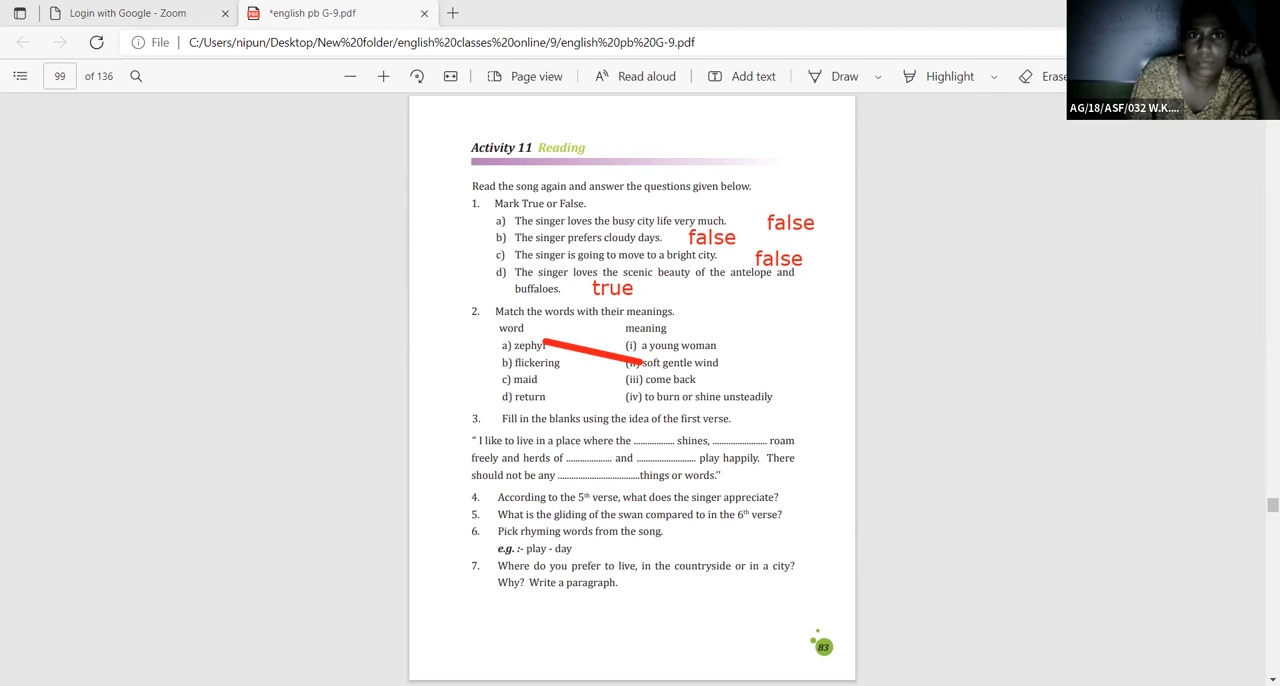 Login with Google - Zoom
*english pb G-9.pdf
File
C:/Users/nipun/Desktop/New%20folder/english%20classes%20online/9/english%20pb%20G-9.pdf
99 of 136
Page view
Read aloud
Add text
Draw
Highlight
Erase
AG/18/ASF/032 W.K....
Activity 11 Reading
Read the song again and answer the questions given below.
1. Mark True or False.
a) The singer loves the busy city life very much. false
b) The singer prefers cloudy days. false
c) The singer is going to move to a bright city. false
d) The singer loves the scenic beauty of the antelope and
buffaloes. true
2. Match the words with their meanings.
word meaning
a) zephyr (i) a young woman
b) flickering (ii) soft gentle wind
c) maid (iii) come back
d) return (iv) to burn or shine unsteadily
3. Fill in the blanks using the idea of the first verse.
“ I like to live in a place where the .................. shines, ........................ roam
freely and herds of .................... and .......................... play happily. There
should not be any ....................................things or words.’’
4. According to the 5th verse, what does the singer appreciate?
5. What is the gliding of the swan compared to in the 6th verse?
6. Pick rhyming words from the song.
e.g. :- play - day
7. Where do you prefer to live, in the countryside or in a city?
Why? Write a paragraph.
83